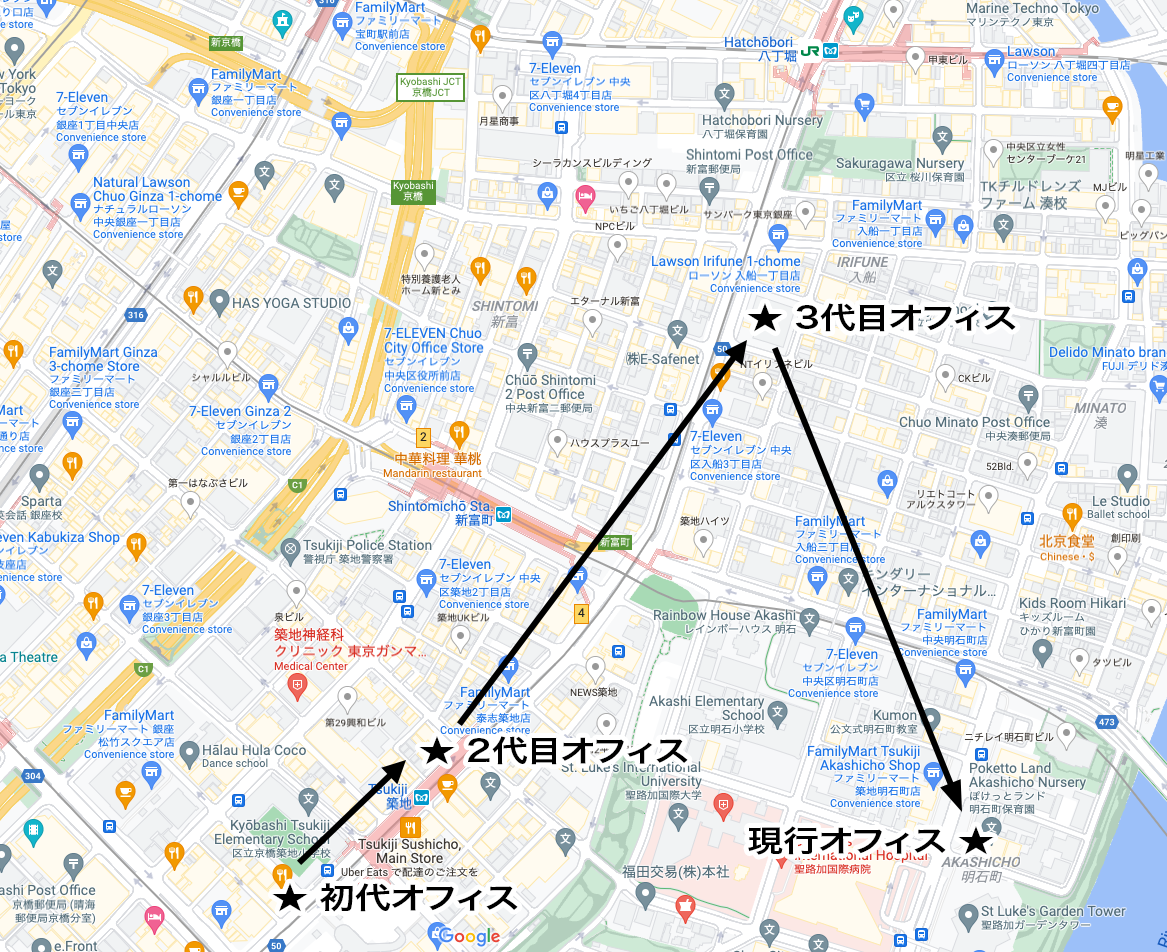 FamilyMart
ファミリーマート
宝町駅前店
Convenience store
316
新京橋
FamilyMart
ファミリーマート
銀座一丁目店
Convenience store
Kyobashi JCT
京橋JCT
7-Eleven
セブンイレブン 中央
区八丁堀4丁目店
Convenience store
Hatchōbori
八丁堀
JR
Marine Techno Tokyo
マリンテクノ東京
Lawson
ローソン 八丁堀四丁目店
Convenience store
甲東ビル
7-Eleven
セブンイレブン
銀座1丁目中央店
Convenience store
月星商事
Hatchobori Nursery
八丁堀保育園
シーラカンスビルディング
Shintomi Post Office
新富郵便局
中央区立女性
センターブーケ21
Sakuragawa Nursery
区立 桜川保育園
明星工業
Natural Lawson
Chuo Ginza 1-chome
ナチュラルローソン
中央銀座一丁目店
Convenience store
Kyobashi
京橋
いちご八丁堀ビル
サンパーク東京銀座
NPCビル
TKチルドレンズ
ファーム 湊校
MJビル
FamilyMart
ファミリーマート
入船一丁目店
Convenience store
ビッグバン
特別養護老人
ホーム新とみ
Lawson Irifune 1-chome
ローソン 入船一丁目店
Convenience store
IRIFUNE
入船
HAS YOGA STUDIO
316
SHINTOMI
新富
エターナル新富
★ 3代目オフィス
7-ELEVEN Chuo
City Office Store
セブンイレブン
中央区役所前店
Convenience store
FamilyMart Ginza
3-chome Store
ファミリーマート
銀座三丁目店
Convenience store
シャルルビル
㈱E-Safenet
50
NTイリフネビル
Delido Minato bran
FUJI デリド湊
CKビル
Chūō Shintomi
2 Post Office
中央新富二郵便局
7-Eleven Ginza 2
セブンイレブン
銀座2丁目店
Convenience store
MINATO
湊
Chuo Minato Post Office
中央湊郵便局
2
中華料理 華桃
Mandarin restaurant
ハウスプラスユー
7-Eleven
セブンイレブン 中央
区入船3丁目店
Convenience store
52Bld.
第一はなぶさビル
C1
Sparta
英会話 銀座校
Shintomichō Sta.
新富町
リエトコート
アルクスタワー
Le Studio
Ballet school
築地ハイツ
FamilyMart
ファミリーマート
入船三丁目店
Convenience store
北京食堂
Chinese・$
創印刷
even Kabukiza Shop
Tsukiji Police Station
警視庁 築地警察署
新富町
7-Eleven
セブンイレブン 中央
区築地2丁目店
Convenience store
7-Eleven
セブンイレブン
銀座3丁目店
Convenience store
4
築地UKビル
泉ビル
築地神経科
クリニック 東京ガンマ...
Medical Center
Rainbow House Akashi
レインボーハウス 明石
FamilyMart
ファミリーマート
中央明石町店
Convenience store
Kids Room Hikari
キッズルーム
ひかり新富町園
タツビル
7-Eleven
セブンイレブン
中央区明石町店
Convenience store
a Theatre
C1
NEWS築地
FamilyMart
ファミリーマート
泰志築地店
Convenience store
Akashi Elementary
School
区立明石小学校
Kumon
公文式明石町教室
473
ニチレイ明石町ビル
第29興和ビル
FamilyMart
ファミリーマート 銀座
松竹スクエア店
Convenience store
Hālau Hula Coco
Dance school
★ 2代目オフィス
St. Luke's International
University
聖路加国際大学
FamilyMart Tsukiji
Akashicho Shop
ファミリーマート
築地明石町店
Convenience store
Poketto Land
Akashicho Nursery
ぽけっとランド
明石町保育園
304
Tsukiji
築地
Kyōbashi Tsukiji
Elementary School
区立京橋築地小学校
Tsukiji Sushicho,
Main Store
Uber Eats で配達のご注文を
現行オフィス ★
International Hospital
聖路加国際病院
AKASHICHO
明石町
福田交易(株)本社
★ 初代オフィス
ashi Post Office
京橋郵便局 (晴海
郵便局京橋分室)
St Luke's Garden Tower
聖路加ガーデンタワー
e.Front
50
Google